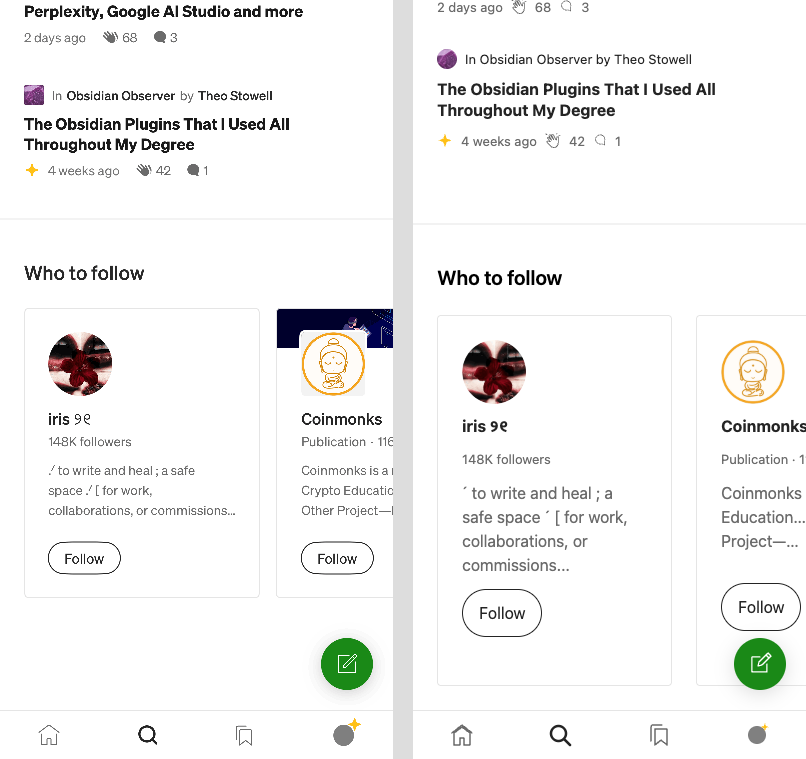 Perplexity, Google AI Studio and more
2 days ago 68 3
In Obsidian Observer by Theo Stowell
The Obsidian Plugins That I Used All
Throughout My Degree
4 weeks ago 42 1
Who to follow
iris ୨୧
148K followers
.ᐟ to write and heal ; a safe
space .ᐟ [ for work,
collaborations, or commissions...
Follow
Coinmonks
Publication · 116
Coinmonks is a
Crypto Educatio
Other Project—
Follow
2 days ago 68 3
In Obsidian Observer by Theo Stowell
The Obsidian Plugins That I Used All
Throughout My Degree
4 weeks ago 42 1
Who to follow
iris ୨୧
148K followers
´ to write and heal ; a
safe space ´ [ for work,
collaborations, or
commissions...
Follow
Coinmonks
Publication · 1
Coinmonks
Education...
Project—...
Follow